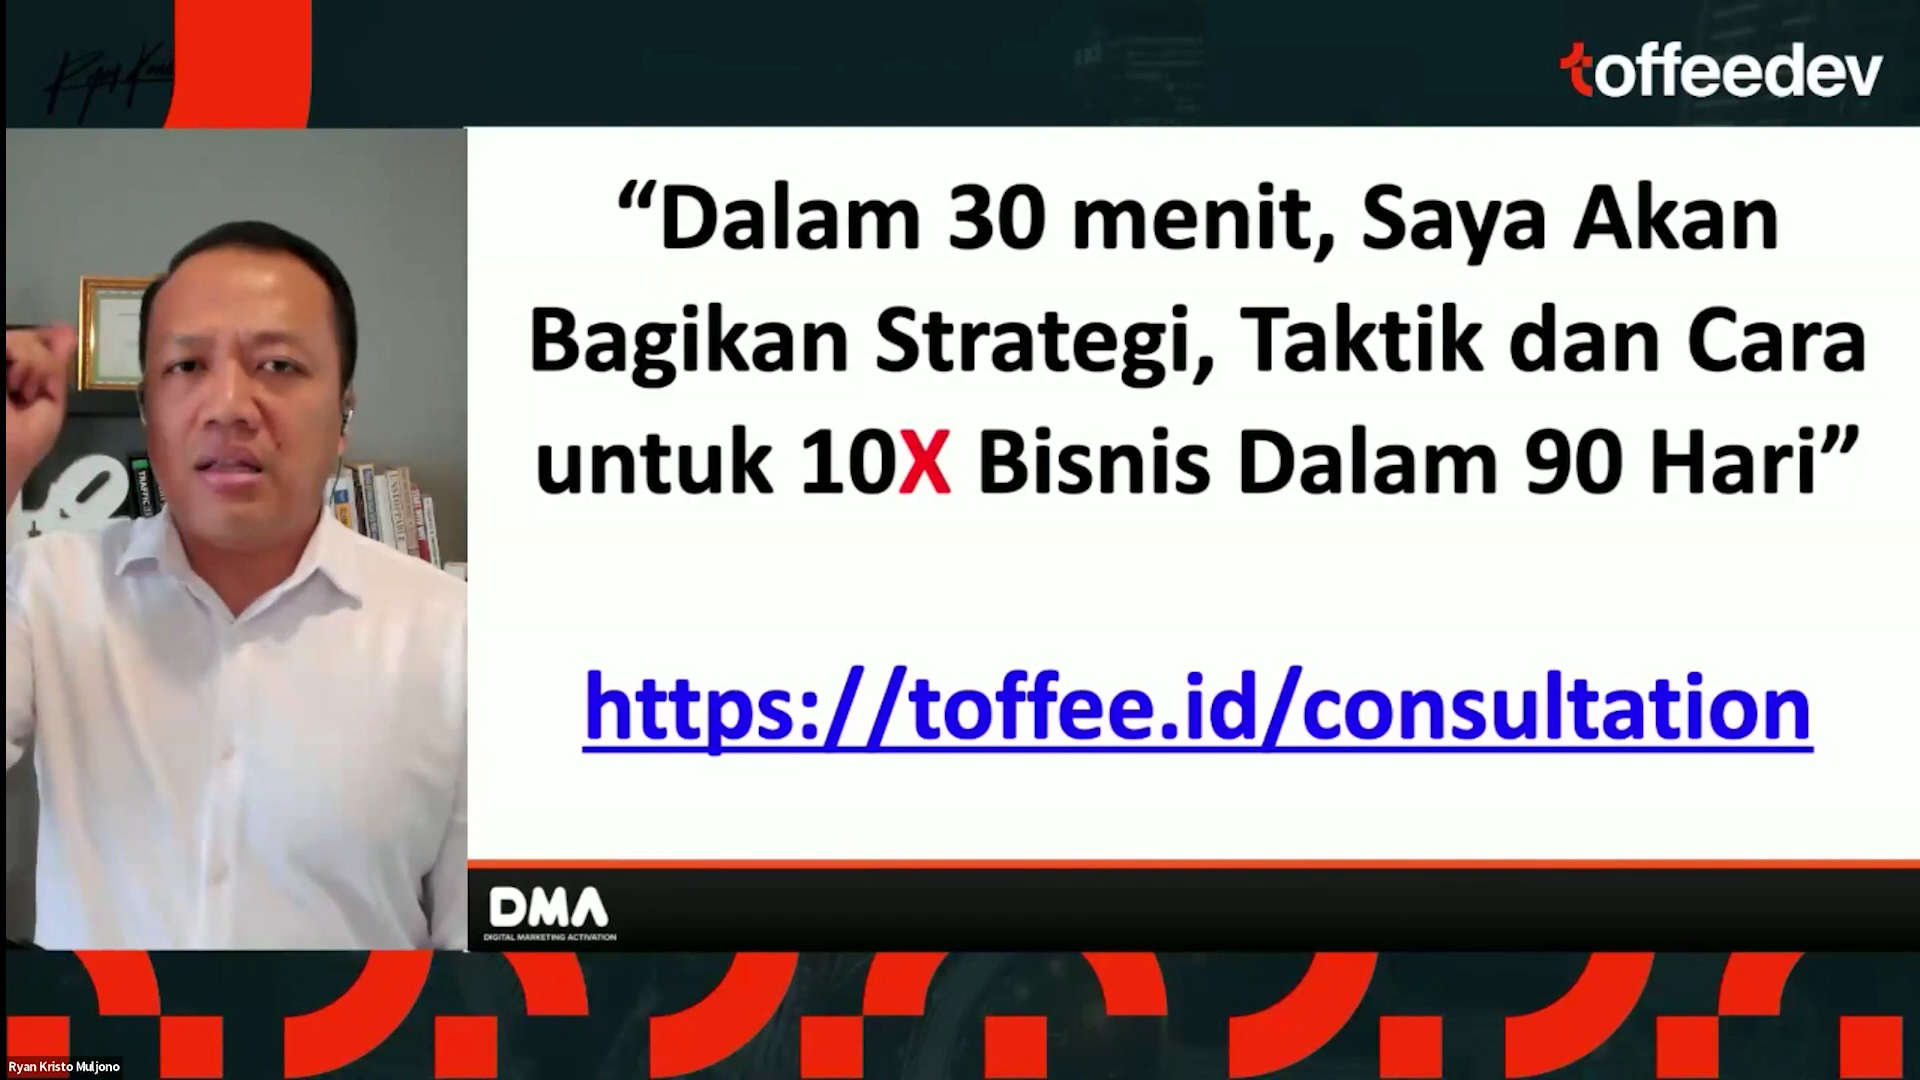 toffeedev
“Dalam 30 menit, Saya Akan
Bagikan Strategi, Taktik dan Cara
untuk 10X Bisnis Dalam 90 Hari”
https://toffee.id/consultation
DMA
DIGITAL MARKETING ACTIVATION
Ryan Kristo Muljono